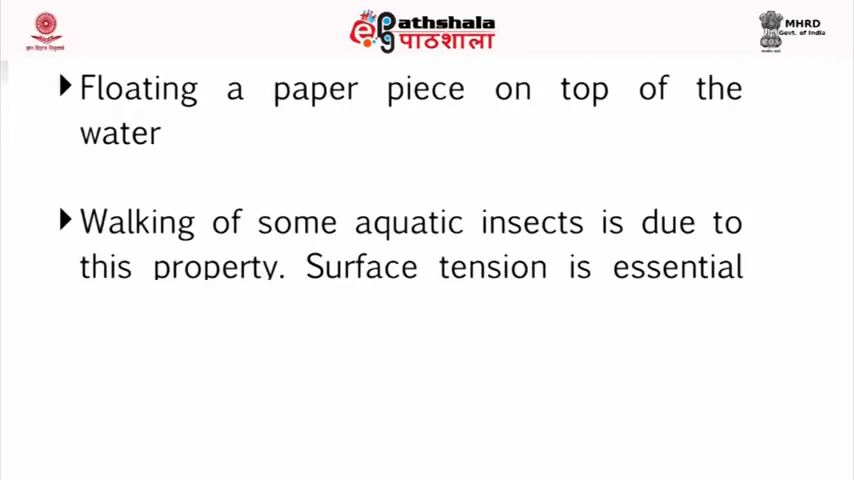 ePathshala
पाठशाला
MHRD
Govt. of India
Floating a paper piece on top of the
water
Walking of some aquatic insects is due to
this property. Surface tension is essential